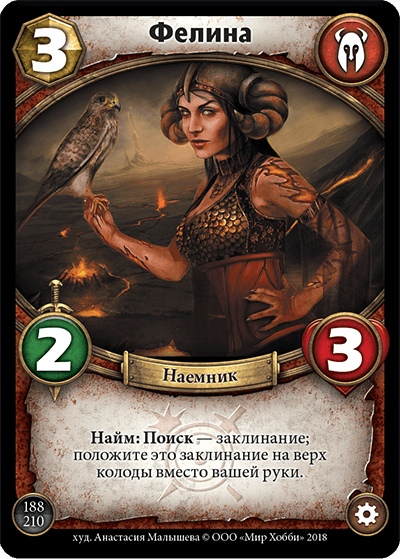 3
Фелина
2
3
Наемник
Найм: Поиск — заклинание;
положите это заклинание на верх
колоды вместо вашей руки.
188
210
худ. Анастасия Малышева © ООО «Мир Хобби» 2018